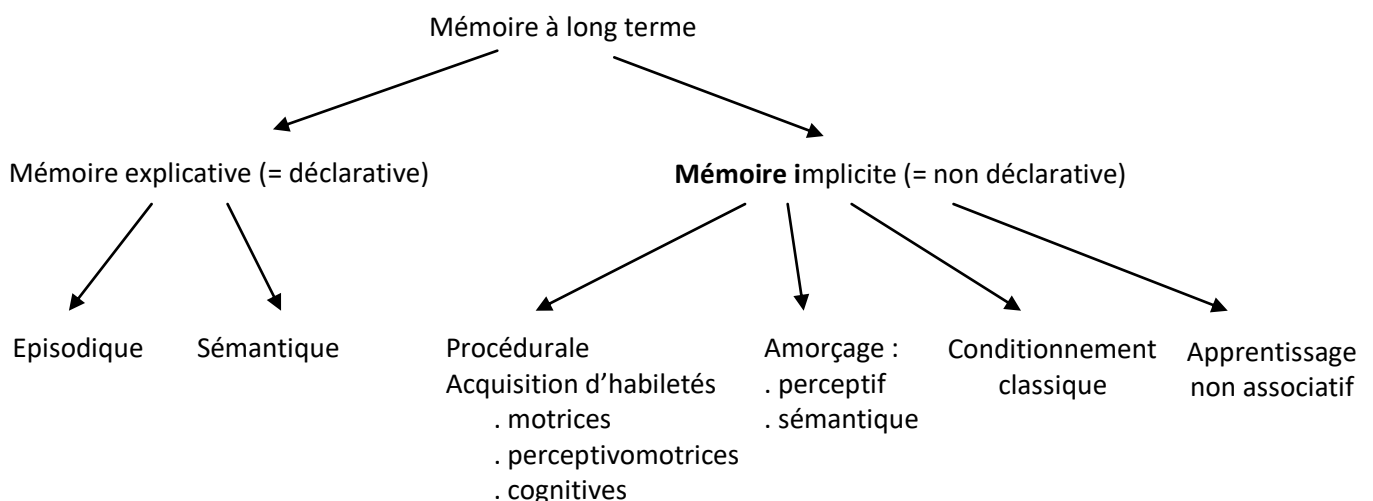 Mémoire à long terme
Mémoire explicative (= déclarative)
Mémoire implicite (= non déclarative)
Episodique
Sémantique
Procédurale
Acquisition d’habiletés
. motrices
. perceptivomotrices
. cognitives
Amorçage :
. perceptif
. sémantique
Conditionnement
classique
Apprentissage
non associatif